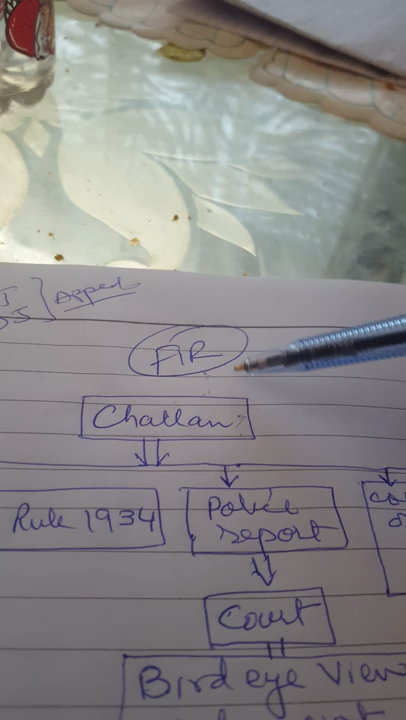 Appeal
FIR
Challan:
Rule 1934
Police
report
Court
Bird eye View